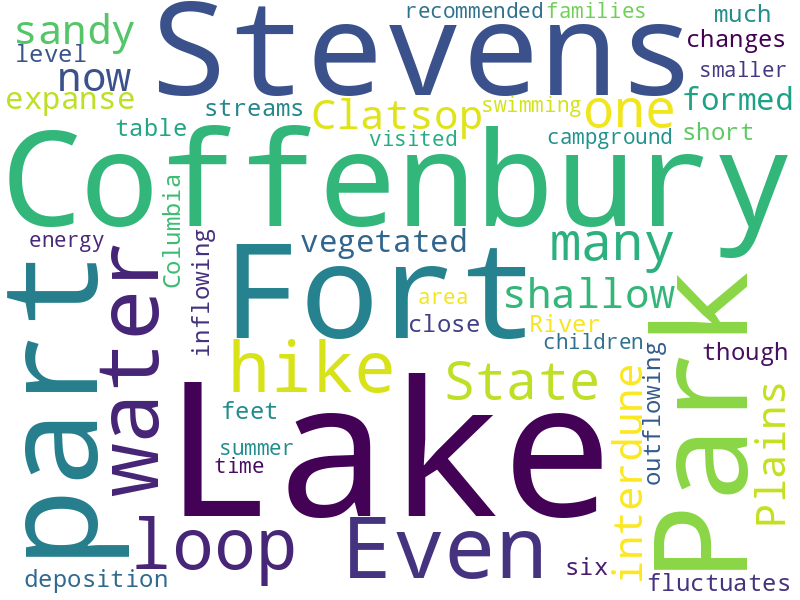 recommended families much
sandy Stevens changes
level
now smaller
expanse streams Clatsop swimming one formed
table visited campground short
Coffenbury
Columbia
energy inflowing vegetated many
part water Fort area shallow Park
close River
children
hike though
outflowing
State interdune Plains
Lake
feet
summer
time
loop Even
six
deposition fluctuates